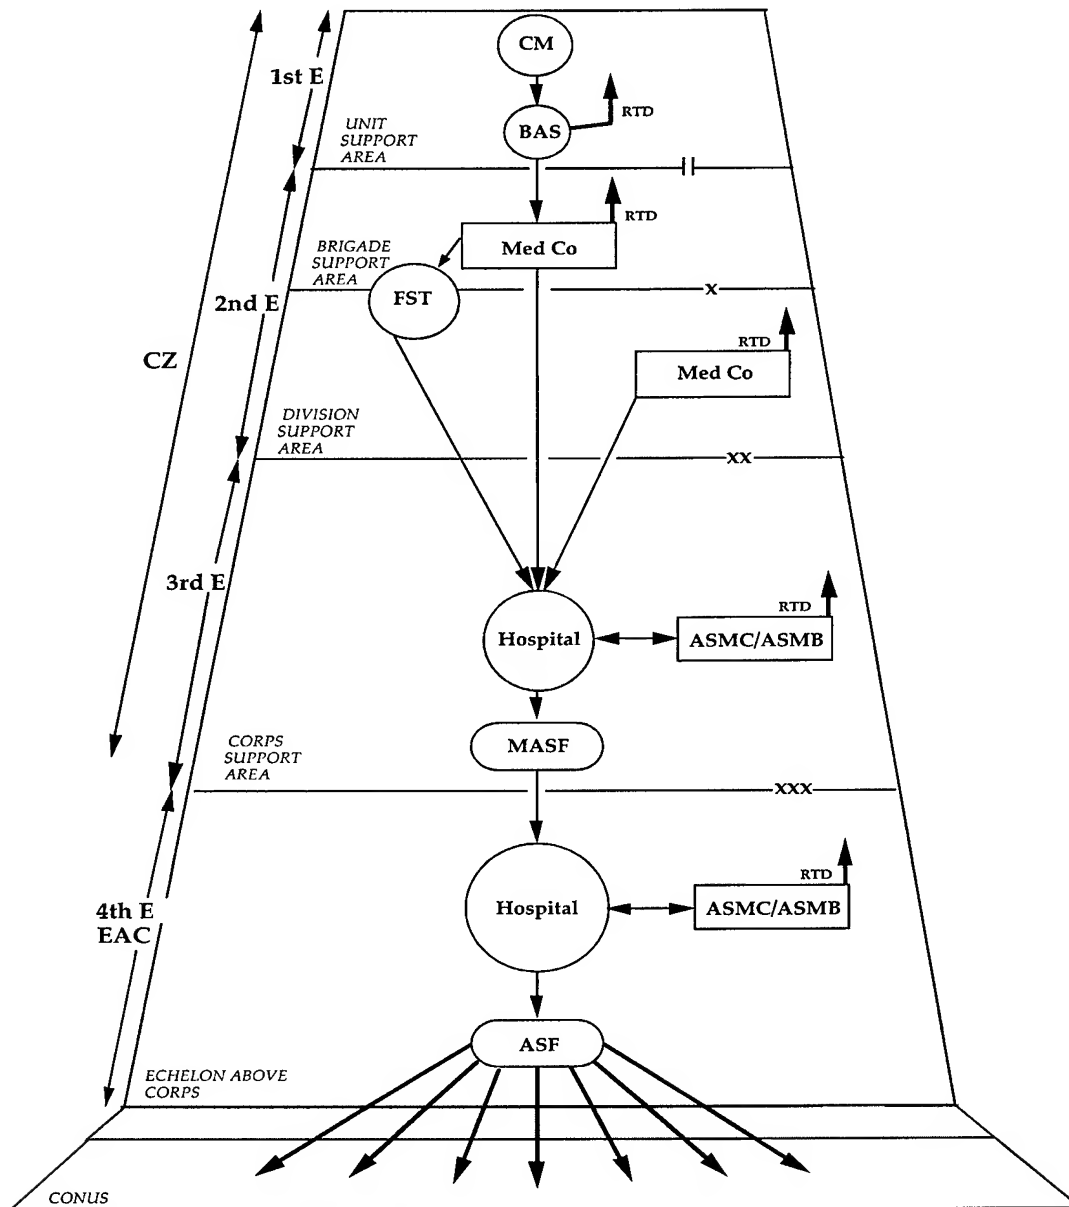 CM
1st E
RTD
BAS
UNIT
SUPPORT
AREA
RTD
Med Co
BRIGADE
SUPPORT
AREA
FST
X
2nd E
RTD
CZ
Med Co
DIVISION
SUPPORT
AREA
XX
3rd E
RTD
Hospital
ASMC/ASMB
MASF
CORPS
SUPPORT
AREA
XXX
RTD
4th E
EAC
Hospital
ASMC/ASMB
ASF
ECHELON ABOVE
CORPS
CONUS